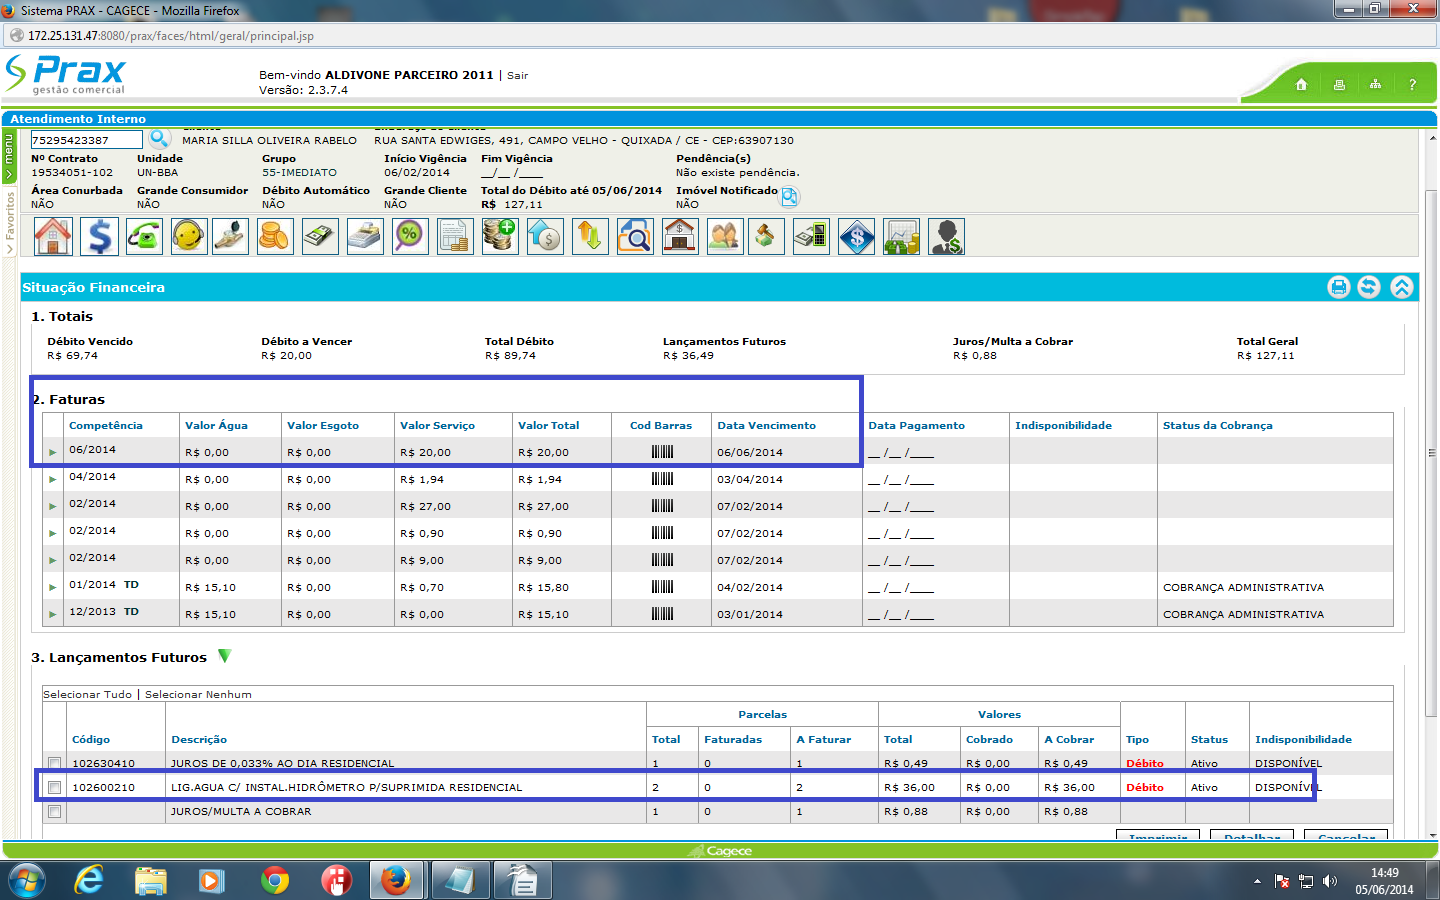 Sistema PRAX - CAGECE - Mozilla Firefox
172.25.131.47:8080/prax/faces/html/geral/principal.jsp
Prax
gestão comercial
Bem-vindo ALDIVONE PARCEIRO 2011 | Sair
Versão: 2.3.7.4
?
Atendimento Interno
> menu
> Favoritos
75295423387 MARIA SILLA OLIVEIRA RABELO RUA SANTA EDWIGES, 491, CAMPO VELHO - QUIXADA / CE - CEP:63907130
Nº Contrato Unidade Grupo Início Vigência Fim Vigência Pendência(s)
19534051-102 UN-BBA 55-IMEDIATO 06/02/2014 __/__ /____ Não existe pendência.
Área Conurbada Grande Consumidor Débito Automático Grande Cliente Total do Débito até 05/06/2014 Imóvel Notificado
NÃO NÃO NÃO NÃO R$ 127,11 NÃO
Situação Financeira
1. Totais
Débito Vencido Débito a Vencer Total Débito Lançamentos Futuros Juros/Multa a Cobrar Total Geral
R$ 69,74 R$ 20,00 R$ 89,74 R$ 36,49 R$ 0,88 R$ 127,11
2. Faturas
Competência Valor Água Valor Esgoto Valor Serviço Valor Total Cod Barras Data Vencimento Data Pagamento Indisponibilidade Status da Cobrança
06/2014 R$ 0,00 R$ 0,00 R$ 20,00 R$ 20,00 06/06/2014 __ /__ /____
04/2014 R$ 0,00 R$ 0,00 R$ 1,94 R$ 1,94 03/04/2014 __ /__ /____
02/2014 R$ 0,00 R$ 0,00 R$ 27,00 R$ 27,00 07/02/2014 __ /__ /____
02/2014 R$ 0,00 R$ 0,00 R$ 0,90 R$ 0,90 07/02/2014 __ /__ /____
02/2014 R$ 0,00 R$ 0,00 R$ 9,00 R$ 9,00 07/02/2014 __ /__ /____
01/2014 TD R$ 15,10 R$ 0,00 R$ 0,70 R$ 15,80 04/02/2014 __ /__ /____ COBRANÇA ADMINISTRATIVA
12/2013 TD R$ 15,10 R$ 0,00 R$ 0,00 R$ 15,10 03/01/2014 __ /__ /____ COBRANÇA ADMINISTRATIVA
3. Lançamentos Futuros
Selecionar Tudo | Selecionar Nenhum
Parcelas Valores
Código Descrição Total Faturadas A Faturar Total Cobrado A Cobrar Tipo Status Indisponibilidade
102630410 JUROS DE 0,033% AO DIA RESIDENCIAL 1 0 1 R$ 0,49 R$ 0,00 R$ 0,49 Débito Ativo DISPONÍVEL
102600210 LIG.AGUA C/ INSTAL.HIDRÔMETRO P/SUPRIMIDA RESIDENCIAL 2 0 2 R$ 36,00 R$ 0,00 R$ 36,00 Débito Ativo DISPONÍVEL
JUROS/MULTA A COBRAR 1 0 1 R$ 0,88 R$ 0,00 R$ 0,88
Imprimir Detalhar Cancelar
Cagece
14:49
05/06/2014